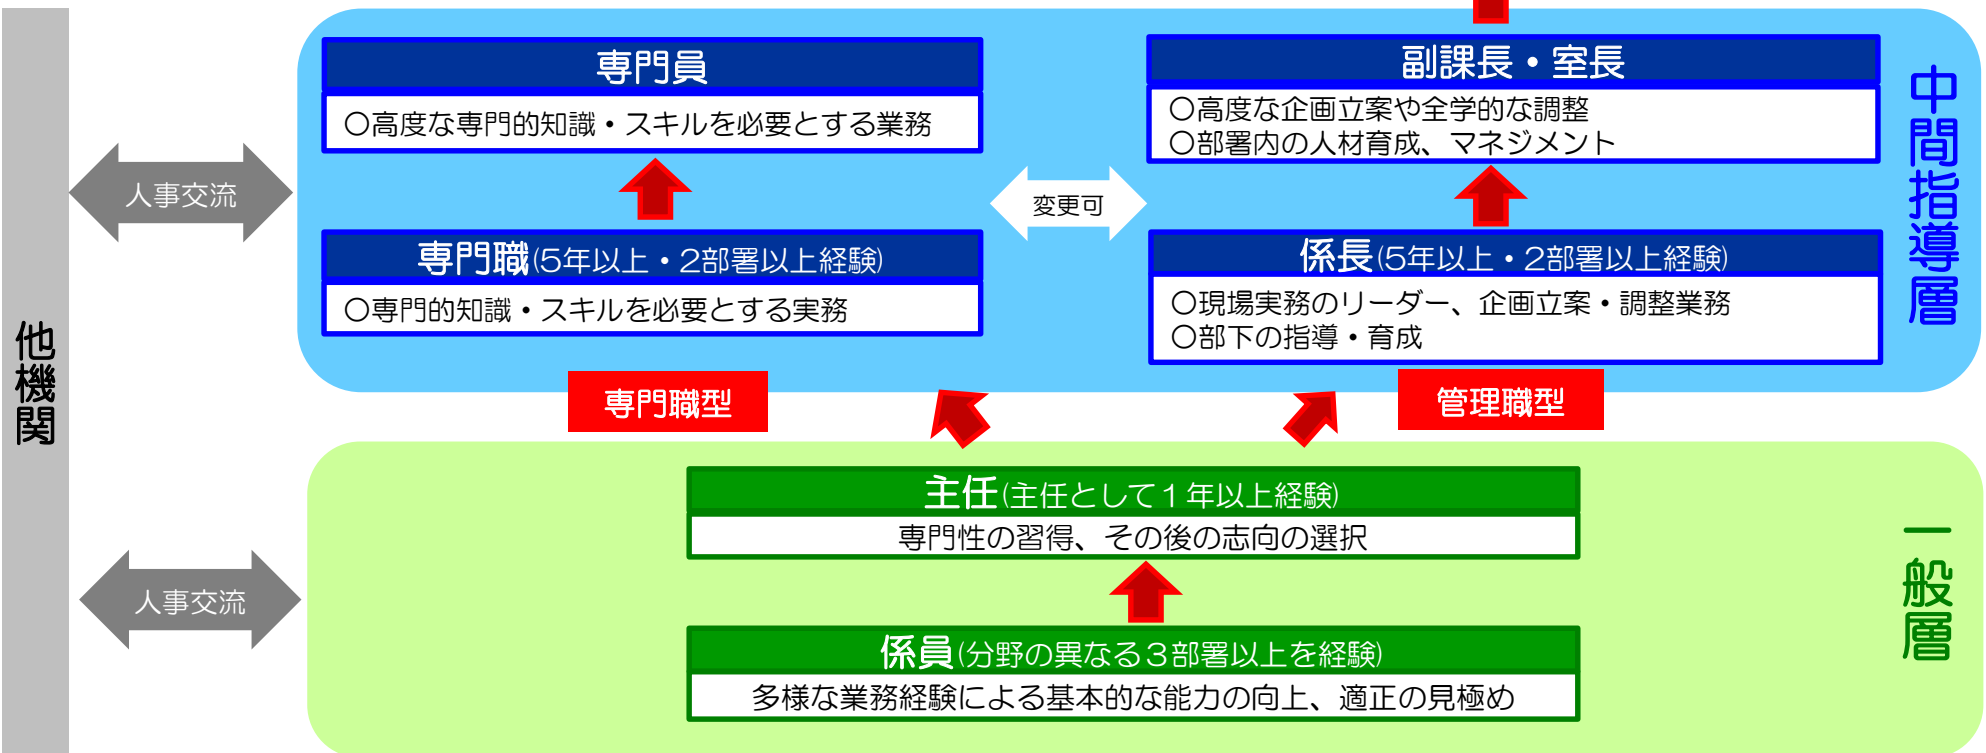 他機関
人事交流
人事交流
専門員
○高度な専門的知識・スキルを必要とする業務
専門職(5年以上・2部署以上経験)
○専門的知識・スキルを必要とする実務
専門職型
変更可
副課長・室長
○高度な企画立案や全学的な調整
○部署内の人材育成、マネジメント
係長(5年以上・2部署以上経験)
○現場実務のリーダー、企画立案・調整業務
○部下の指導・育成
管理職型
中間指導層
主任(主任として1年以上経験)
専門性の習得、その後の志向の選択
係員(分野の異なる3部署以上を経験)
多様な業務経験による基本的な能力の向上、適正の見極め
一般層